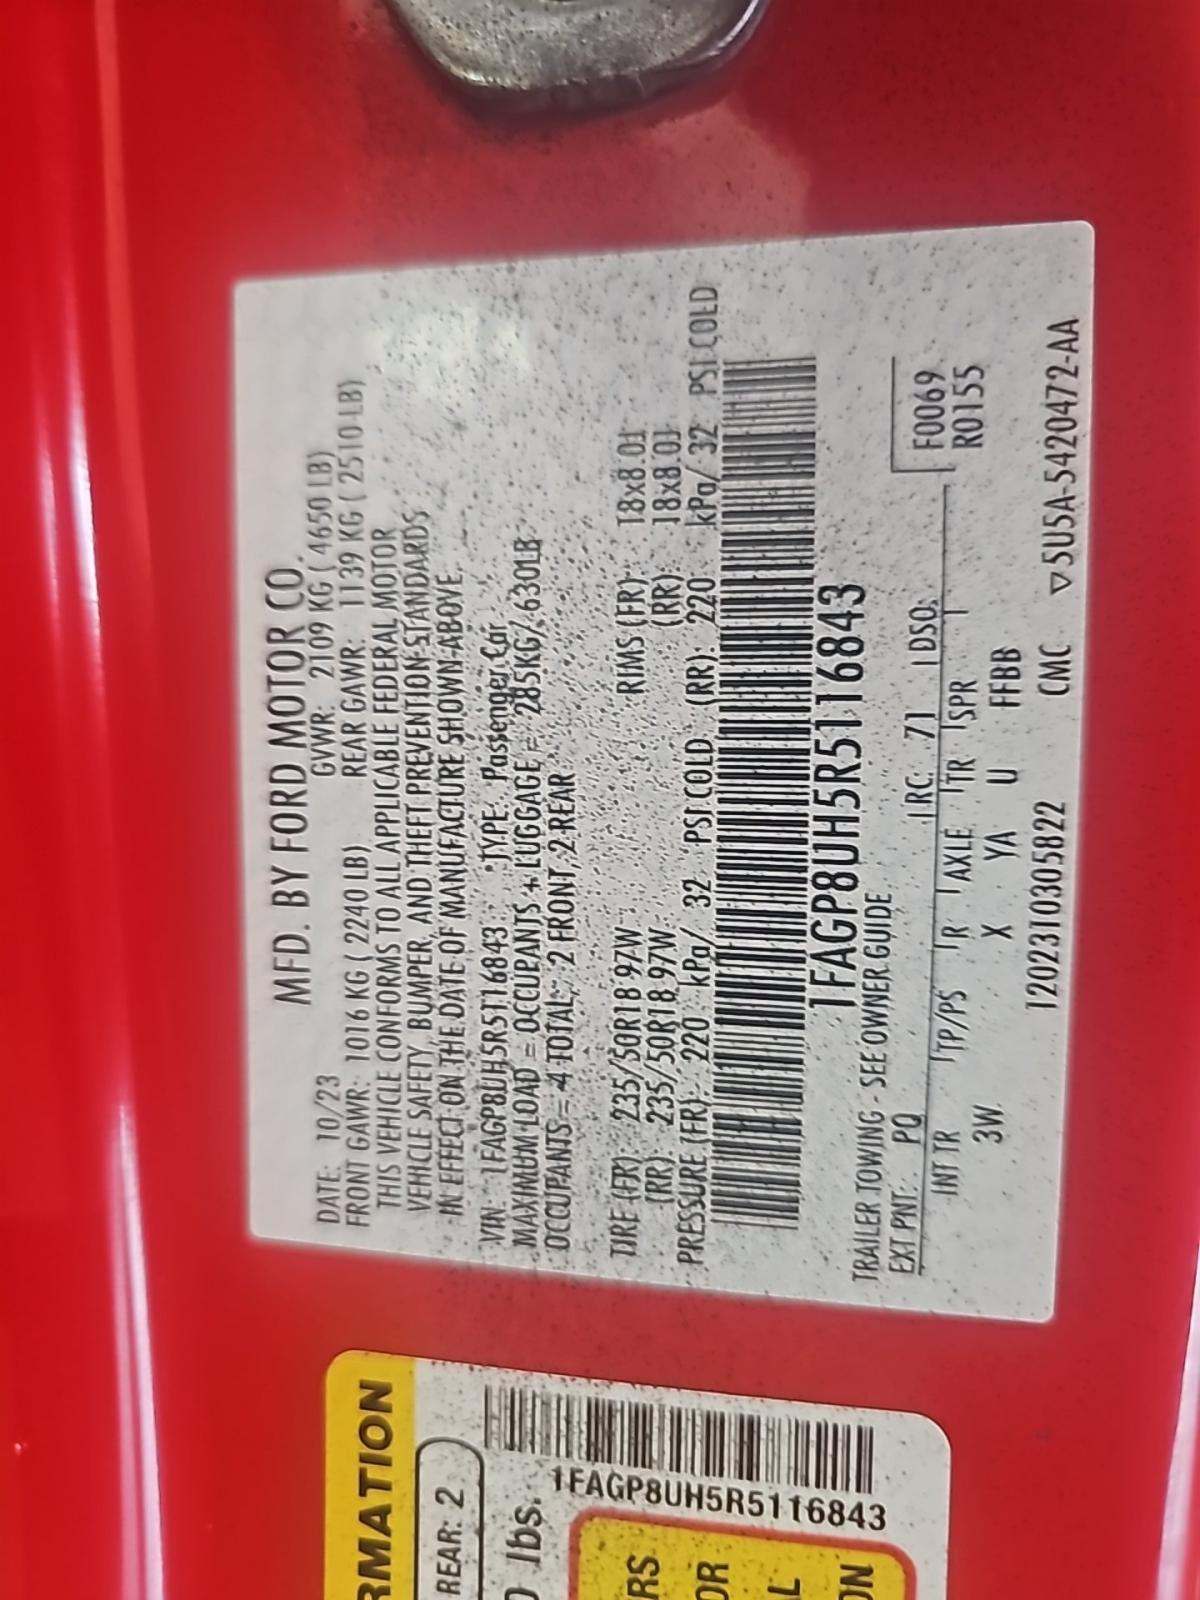 MFD. BY FORD MOTOR CO.
DATE: 10/23 GVWR: 2109 KG ( 4650 LB)
FRONT GAWR: 1016 KG ( 2240 LB) REAR GAWR: 1139 KG ( 2510 LB)
THIS VEHICLE CONFORMS TO ALL APPLICABLE FEDERAL MOTOR
VEHICLE SAFETY, BUMPER, AND THEFT PREVENTION STANDARDS
IN EFFECT ON THE DATE OF MANUFACTURE SHOWN ABOVE.
VIN: 1FAGP8UH5R5116843 TYPE: Passenger Car
MAXIMUM LOAD = OCCUPANTS + LUGGAGE = 285KG/ 630LB
OCCUPANTS= 4 TOTAL: 2 FRONT, 2 REAR
TIRE (FR): 235/50R18 97W RIMS (FR): 18x8.0J
(RR): 235/50R18 97W (RR): 18x8.0J
PRESSURE (FR): 220 kPa/ 32 PSI COLD (RR): 220 kPa/ 32 PSI COLD
1FAGP8UH5R5116843
TRAILER TOWING - SEE OWNER GUIDE
EXT PNT: PQ RC: 71 DSO: F0069
R0155
INT TR TP/PS R AXLE TR SPR
3W X YA U FFBB
1202310305822 CMC ▽5U5A-5420472-AA
RMATION
REAR: 2
lbs.
1FAGP8UH5R5116843
RS
OR
AL
ON